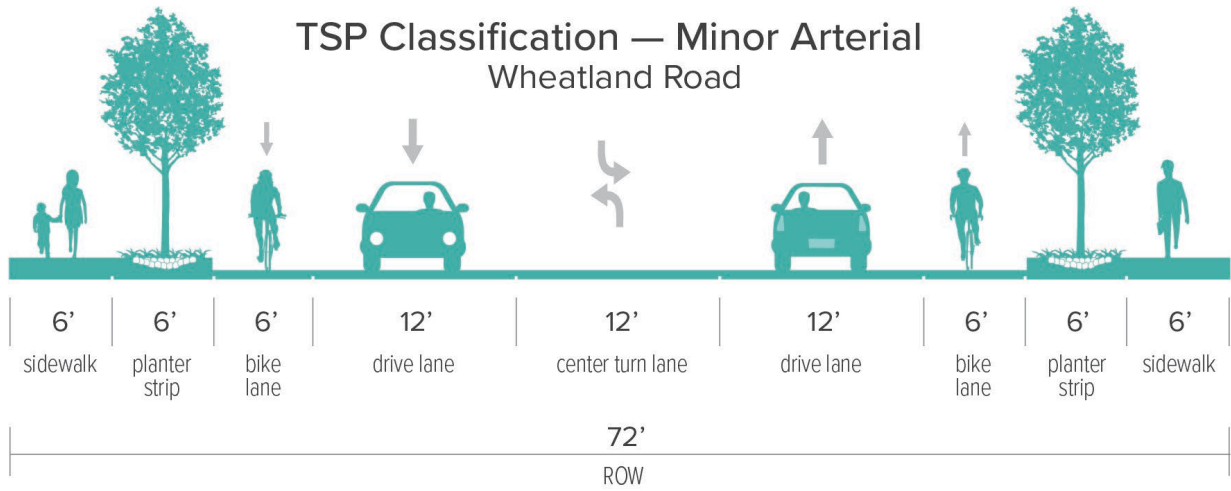 TSP Classification — Minor Arterial
Wheatland Road
6’ 6’ 6’ 12’ 12’ 12’ 6’ 6’ 6’
sidewalk planter strip bike lane drive lane center turn lane drive lane bike lane planter strip sidewalk
72’
ROW